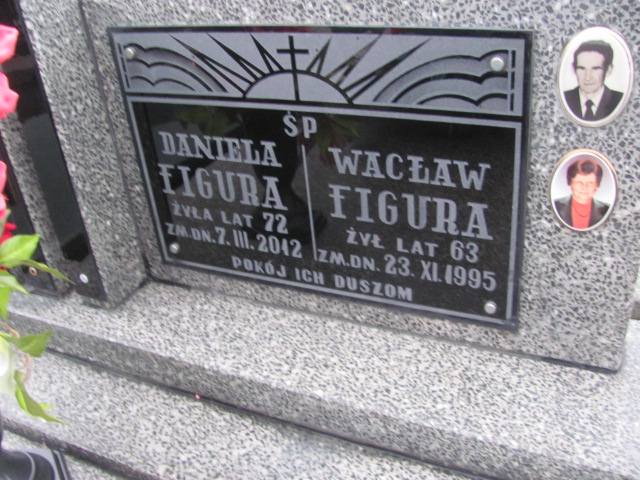 ŚP
DANIELA
FIGURA
ŻYŁA LAT 72
ZM.DN.7.III.2012
WACŁAW
FIGURA
ŻYŁ LAT 63
ZM.DN.23.XI.1995
POKÓJ ICH DUSZOM